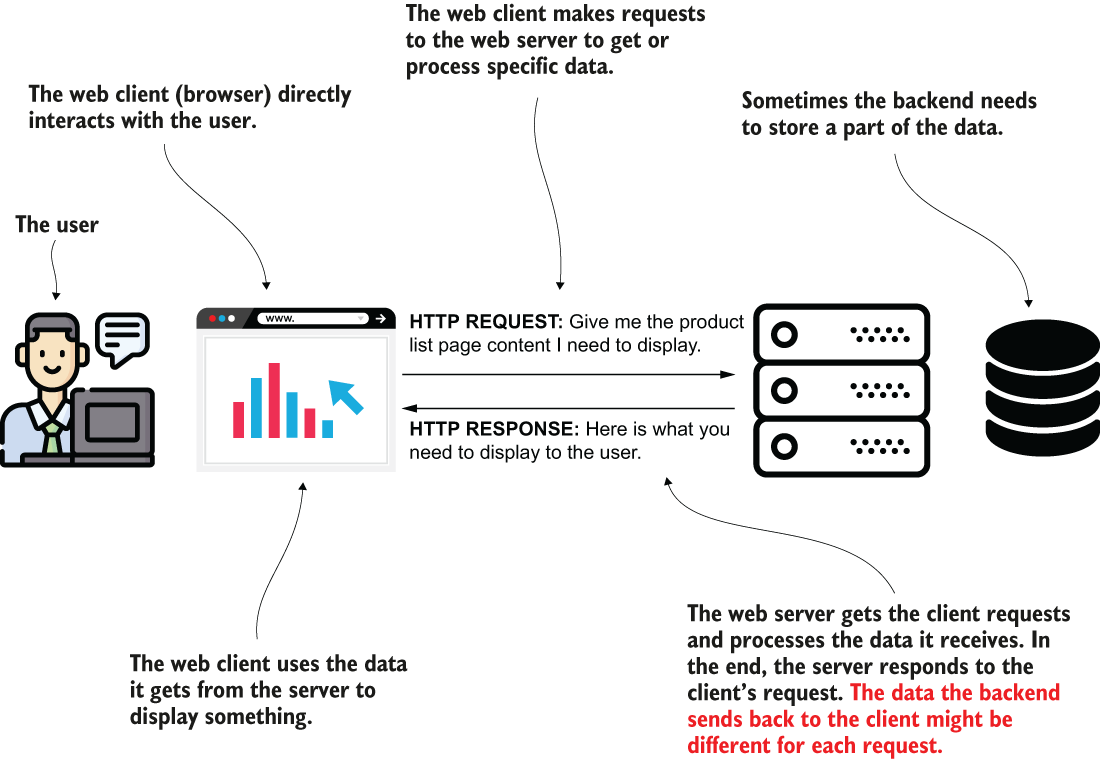 The web client makes requests
to the web server to get or
process specific data.
The web client (browser) directly
interacts with the user.
Sometimes the backend needs
to store a part of the data.
The user
www.
HTTP REQUEST: Give me the product
list page content I need to display.
HTTP RESPONSE: Here is what you
need to display to the user.
The web server gets the client requests
and processes the data it receives. In
the end, the server responds to the
client’s request. The data the backend
sends back to the client might be
different for each request.
The web client uses the data
it gets from the server to
display something.